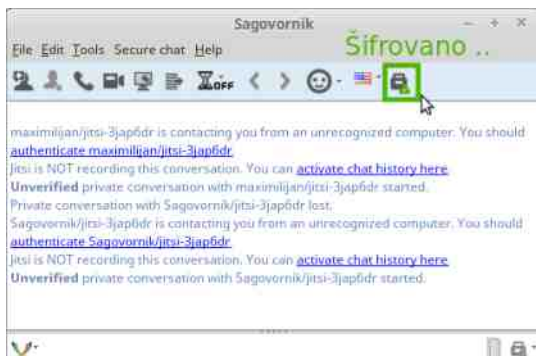 Sagovornik
Šifrovano ..
File Edit Tools Secure chat Help
OFF
maximilijan/jitsi-3jap6dr is contacting you from an unrecognized computer. You should
authenticate maximilijan/jitsi-3jap6dr.
Jitsi is NOT recording this conversation. You can activate chat history here.
Unverified private conversation with maximilijan/jitsi-3jap6dr started.
Private conversation with Sagovornik/jitsi-3jap6dr lost.
Sagovornik/jitsi-3jap6dr is contacting you from an unrecognized computer. You should
authenticate Sagovornik/jitsi-3jap6dr.
Jitsi is NOT recording this conversation. You can activate chat history here.
Unverified private conversation with Sagovornik/jitsi-3jap6dr started.